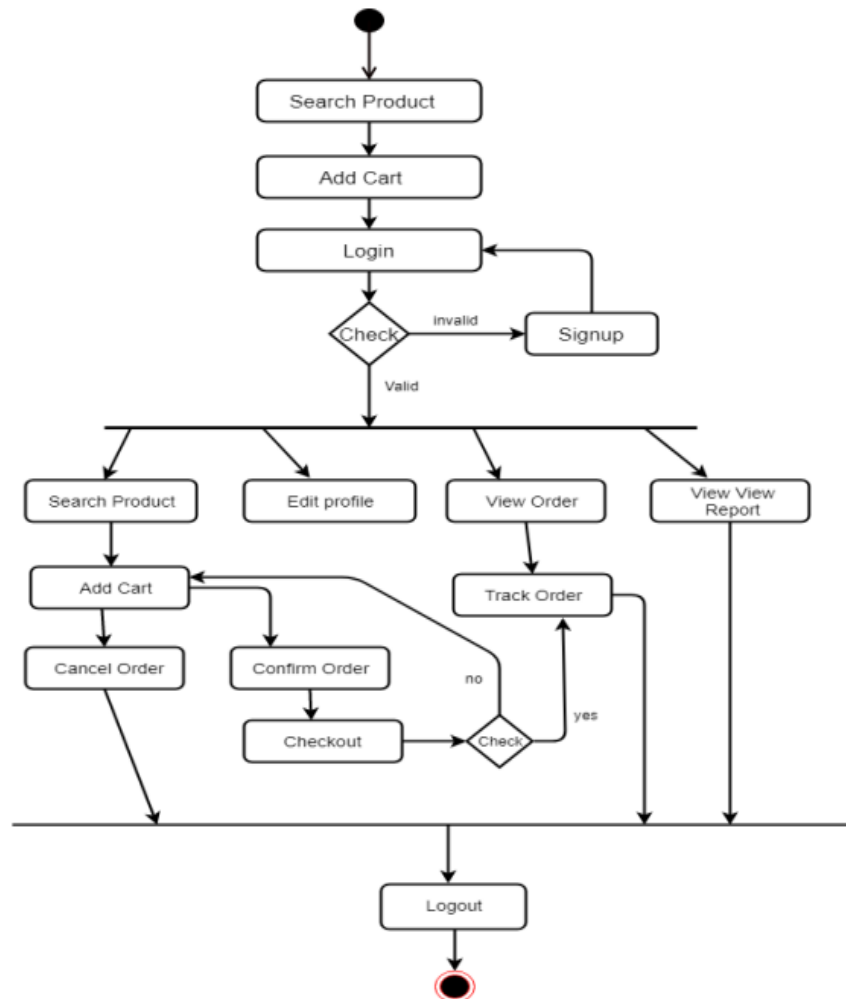 Search Product
Add Cart
Login
Check
invalid
Signup
Valid
Search Product
Edit profile
View Order
View View
Report
Add Cart
Track Order
Cancel Order
Confirm Order
no
yes
Checkout
Check
Logout